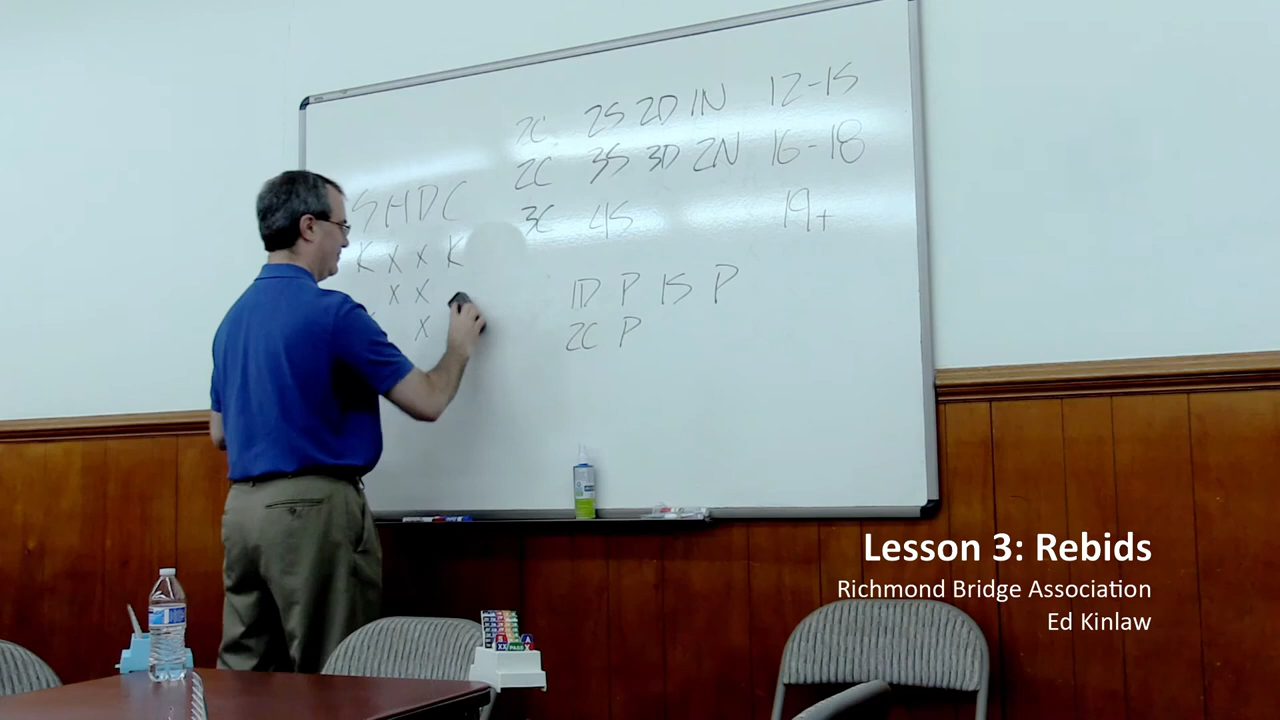 2C 2S 2D 1N 12-15
2C 3S 3D 2N 16-18
3C 4S 19+
S H D C
K X X K
X X
X
1D P 1S P
2C P
Lesson 3: Rebids
Richmond Bridge Association
Ed Kinlaw
PASS